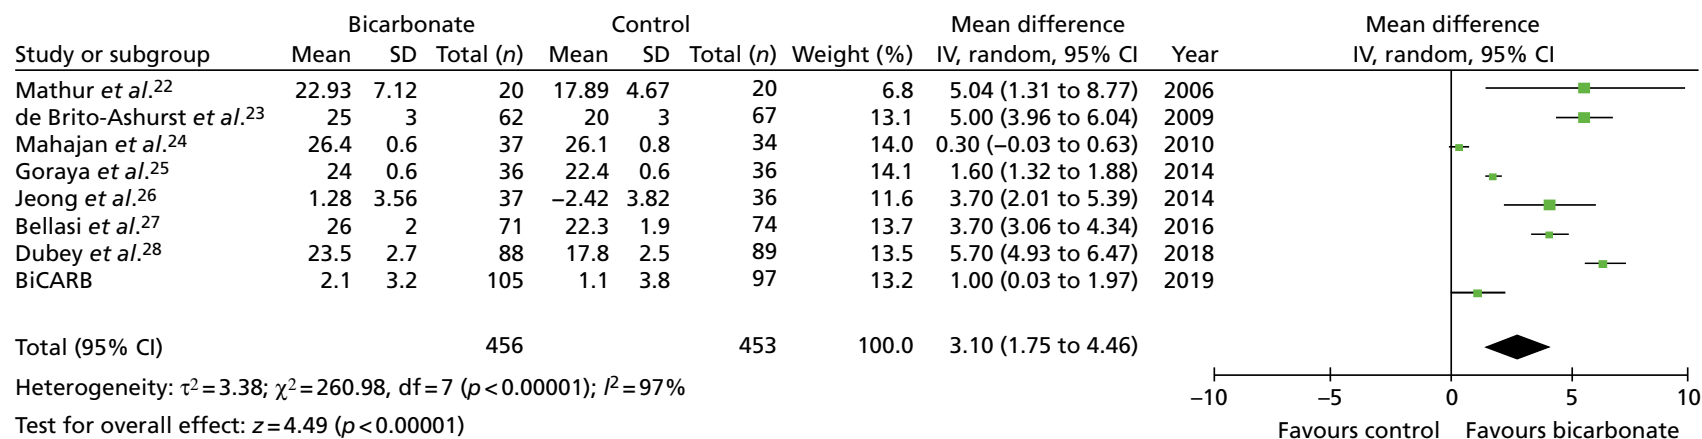 Bicarbonate Control Mean difference Mean difference
Study or subgroup Mean SD Total (n) Mean SD Total (n) Weight (%) IV, random, 95% CI Year IV, random, 95% CI
Mathur et al.22 22.93 7.12 20 17.89 4.67 20 6.8 5.04 (1.31 to 8.77) 2006
de Brito-Ashurst et al.23 25 3 62 20 3 67 13.1 5.00 (3.96 to 6.04) 2009
Mahajan et al.24 26.4 0.6 37 26.1 0.8 34 14.0 0.30 (−0.03 to 0.63) 2010
Goraya et al.25 24 0.6 36 22.4 0.6 36 14.1 1.60 (1.32 to 1.88) 2014
Jeong et al.26 1.28 3.56 37 −2.42 3.82 36 11.6 3.70 (2.01 to 5.39) 2014
Bellasi et al.27 26 2 71 22.3 1.9 74 13.7 3.70 (3.06 to 4.34) 2016
Dubey et al.28 23.5 2.7 88 17.8 2.5 89 13.5 5.70 (4.93 to 6.47) 2018
BiCARB 2.1 3.2 105 1.1 3.8 97 13.2 1.00 (0.03 to 1.97) 2019
Total (95% CI) 456 453 100.0 3.10 (1.75 to 4.46)
Heterogeneity: τ2=3.38; χ2=260.98, df=7 (p<0.00001); I2=97%
−10 −5 0 5 10
Test for overall effect: z=4.49 (p<0.00001)
Favours control Favours bicarbonate